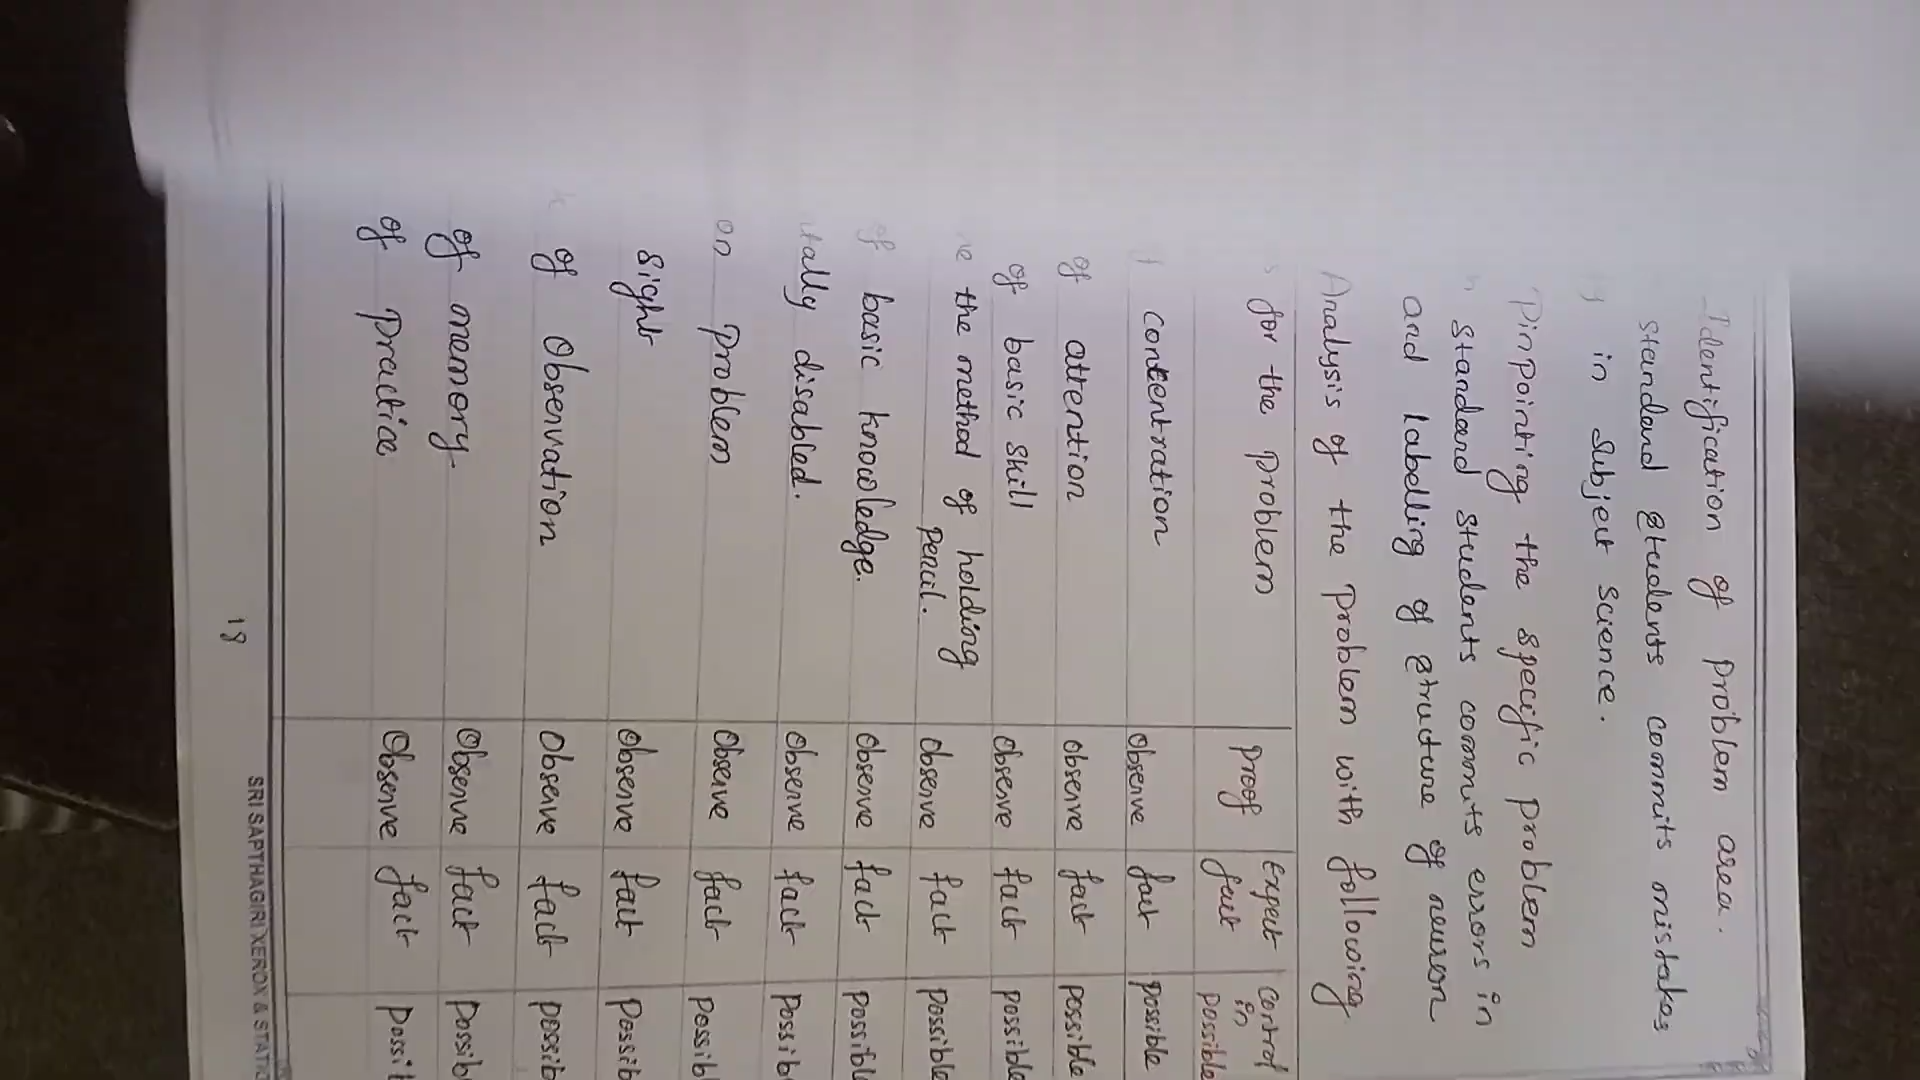 Identification of problem area.
standard students commits mistakes
in subject science.
Pinpointing the specific problem
standard students commits errors in
and labelling of structure of neuron
Analysis of the problem with following
for the problem Proof Expect fact control in possible
contentration Observe fact possible
of attention observe fact possible
of basic skill observe fact possible
the method of holding pencil. observe fact possible
of basic knowledge. observe fact possible
disabled. observe fact possib
on problem observe fact possibl
sight observe fact possib
of observation Observe fact possib
of memory Observe fact possib
of practice Observe fact possi
18
SRI SAPTHAGIRI XEROX &